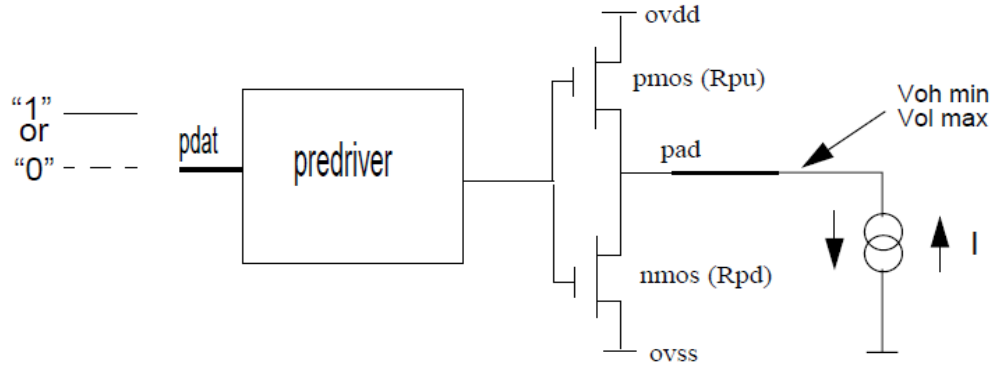 ovdd
pmos (Rpu)
Voh min
Vol max
“1”
or
“0”
pdat
predriver
pad
nmos (Rpd)
I
ovss